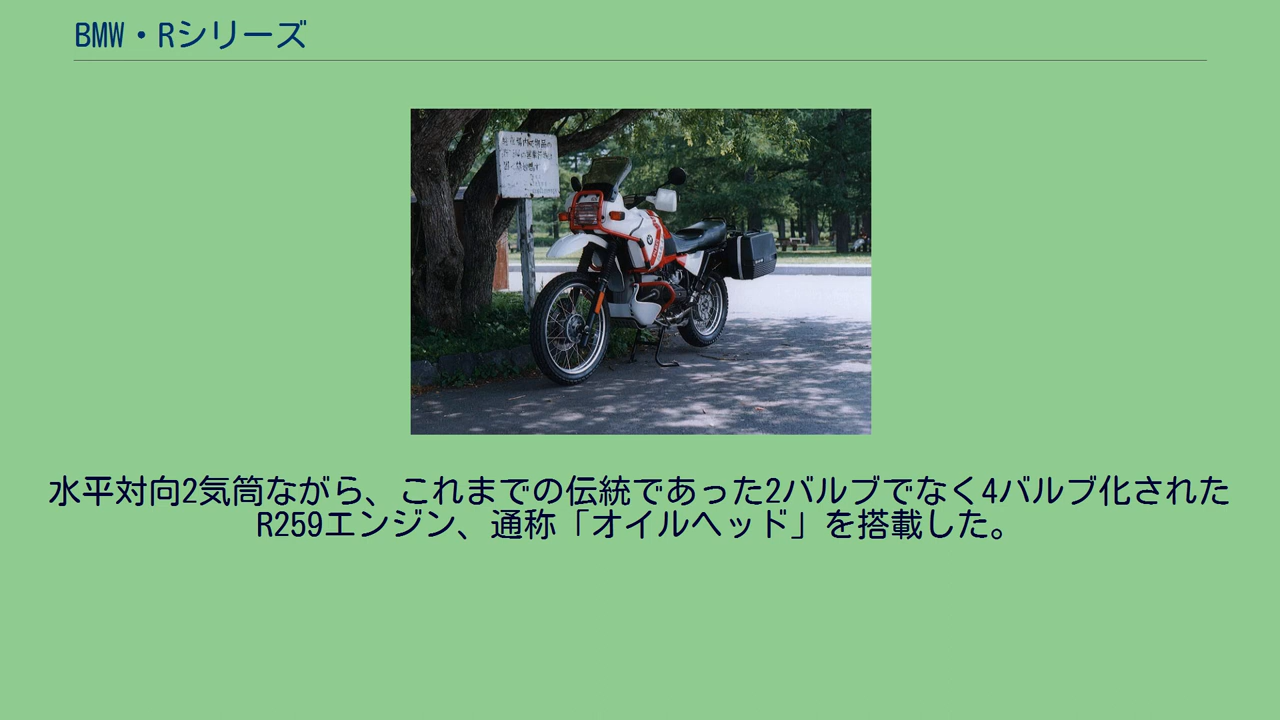 BMW・Rシリーズ
水平対向2気筒ながら、これまでの伝統であった2バルブでなく4バルブ化された
R259エンジン、通称「オイルヘッド」を搭載した。